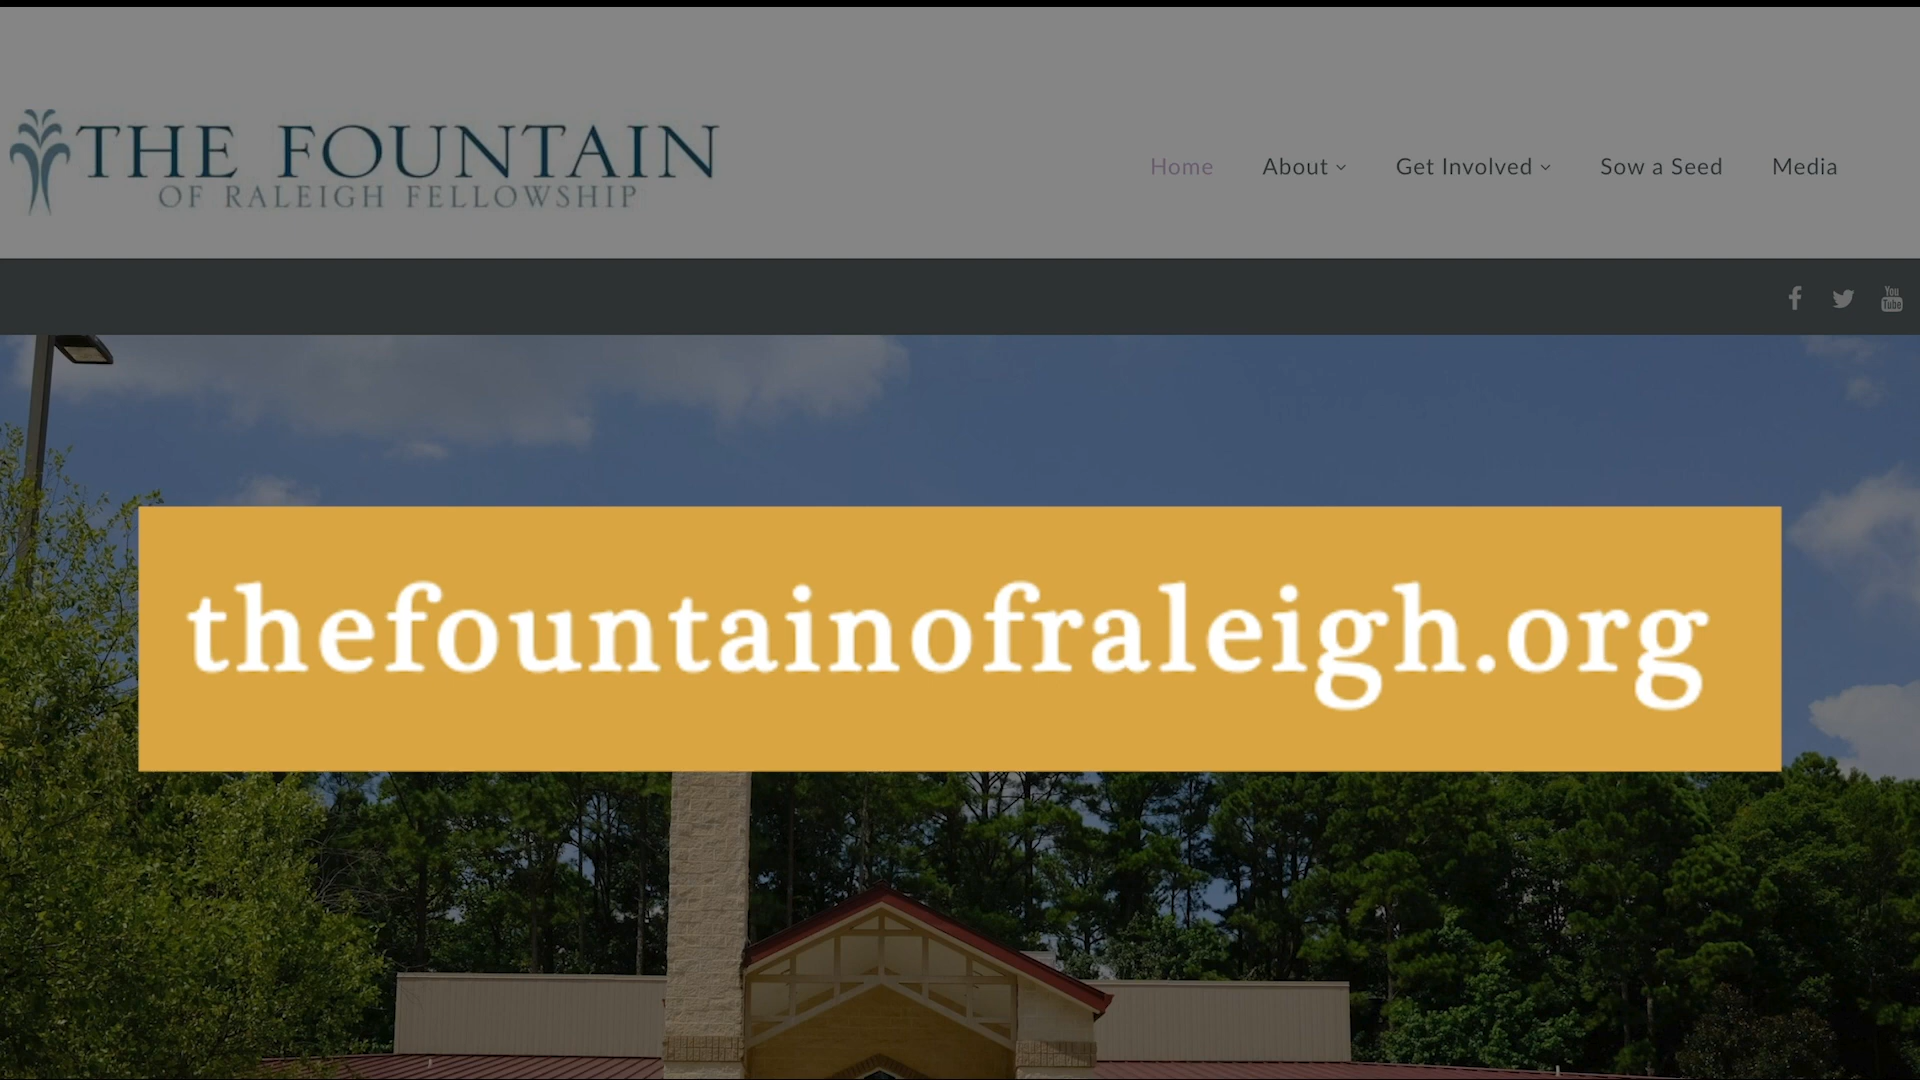 THE FOUNTAIN
OF RALEIGH FELLOWSHIP
Home About Get Involved Sow a Seed Media
You
Tube
thefountainofraleigh.org